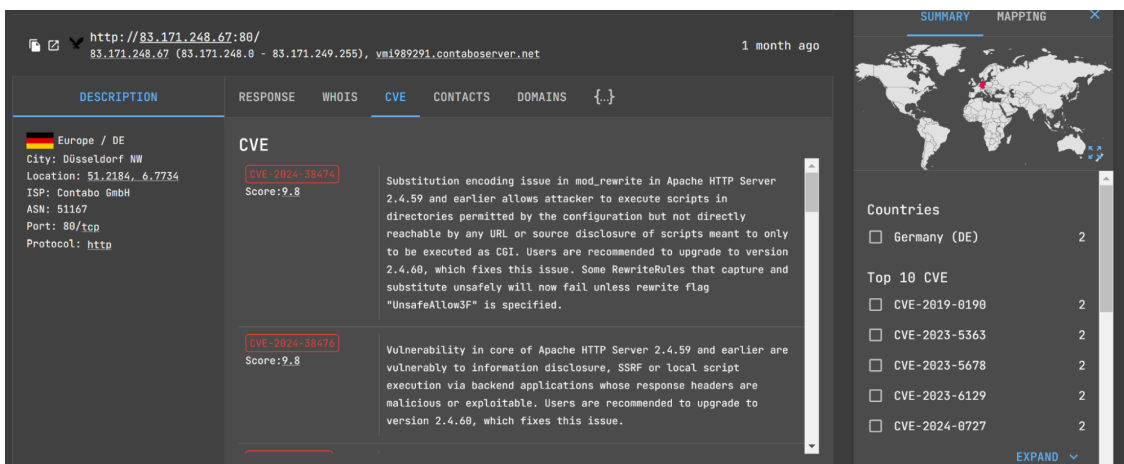 http://83.171.248.67:80/
83.171.248.67 (83.171.248.0 - 83.171.249.255), vmi989291.contaboserver.net
1 month ago
DESCRIPTION
Europe / DE
City: Düsseldorf NW
Location: 51.2184, 6.7734
ISP: Contabo GmbH
ASN: 51167
Port: 80/tcp
Protocol: http
RESPONSE WHOIS CVE CONTACTS DOMAINS {…}
CVE
CVE-2024-38474
Score:9.8
Substitution encoding issue in mod_rewrite in Apache HTTP Server
2.4.59 and earlier allows attacker to execute scripts in
directories permitted by the configuration but not directly
reachable by any URL or source disclosure of scripts meant to only
to be executed as CGI. Users are recommended to upgrade to version
2.4.60, which fixes this issue. Some RewriteRules that capture and
substitute unsafely will now fail unless rewrite flag
"UnsafeAllow3F" is specified.
CVE-2024-38476
Score:9.8
Vulnerability in core of Apache HTTP Server 2.4.59 and earlier are
vulnerably to information disclosure, SSRF or local script
execution via backend applications whose response headers are
malicious or exploitable. Users are recommended to upgrade to
version 2.4.60, which fixes this issue.
SUMMARY MAPPING
Countries
Germany (DE) 2
Top 10 CVE
CVE-2019-0190 2
CVE-2023-5363 2
CVE-2023-5678 2
CVE-2023-6129 2
CVE-2024-0727 2
EXPAND